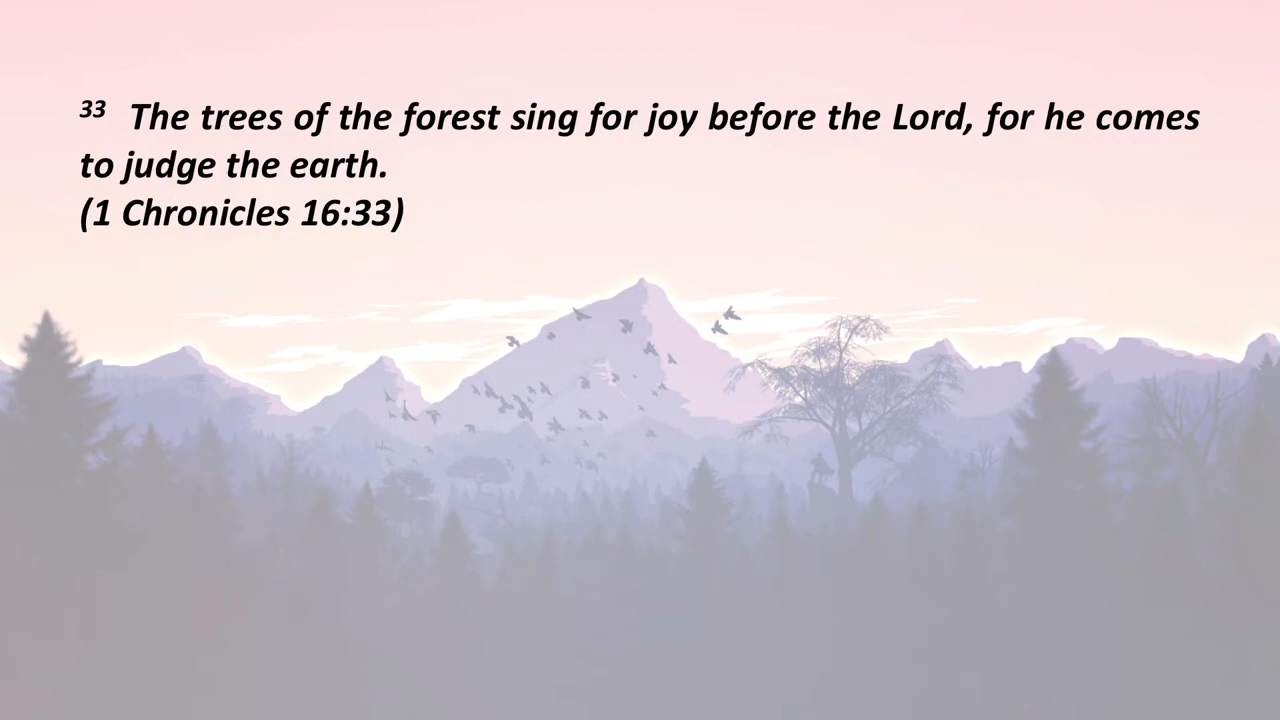 33 The trees of the forest sing for joy before the Lord, for he comes
to judge the earth.
(1 Chronicles 16:33)